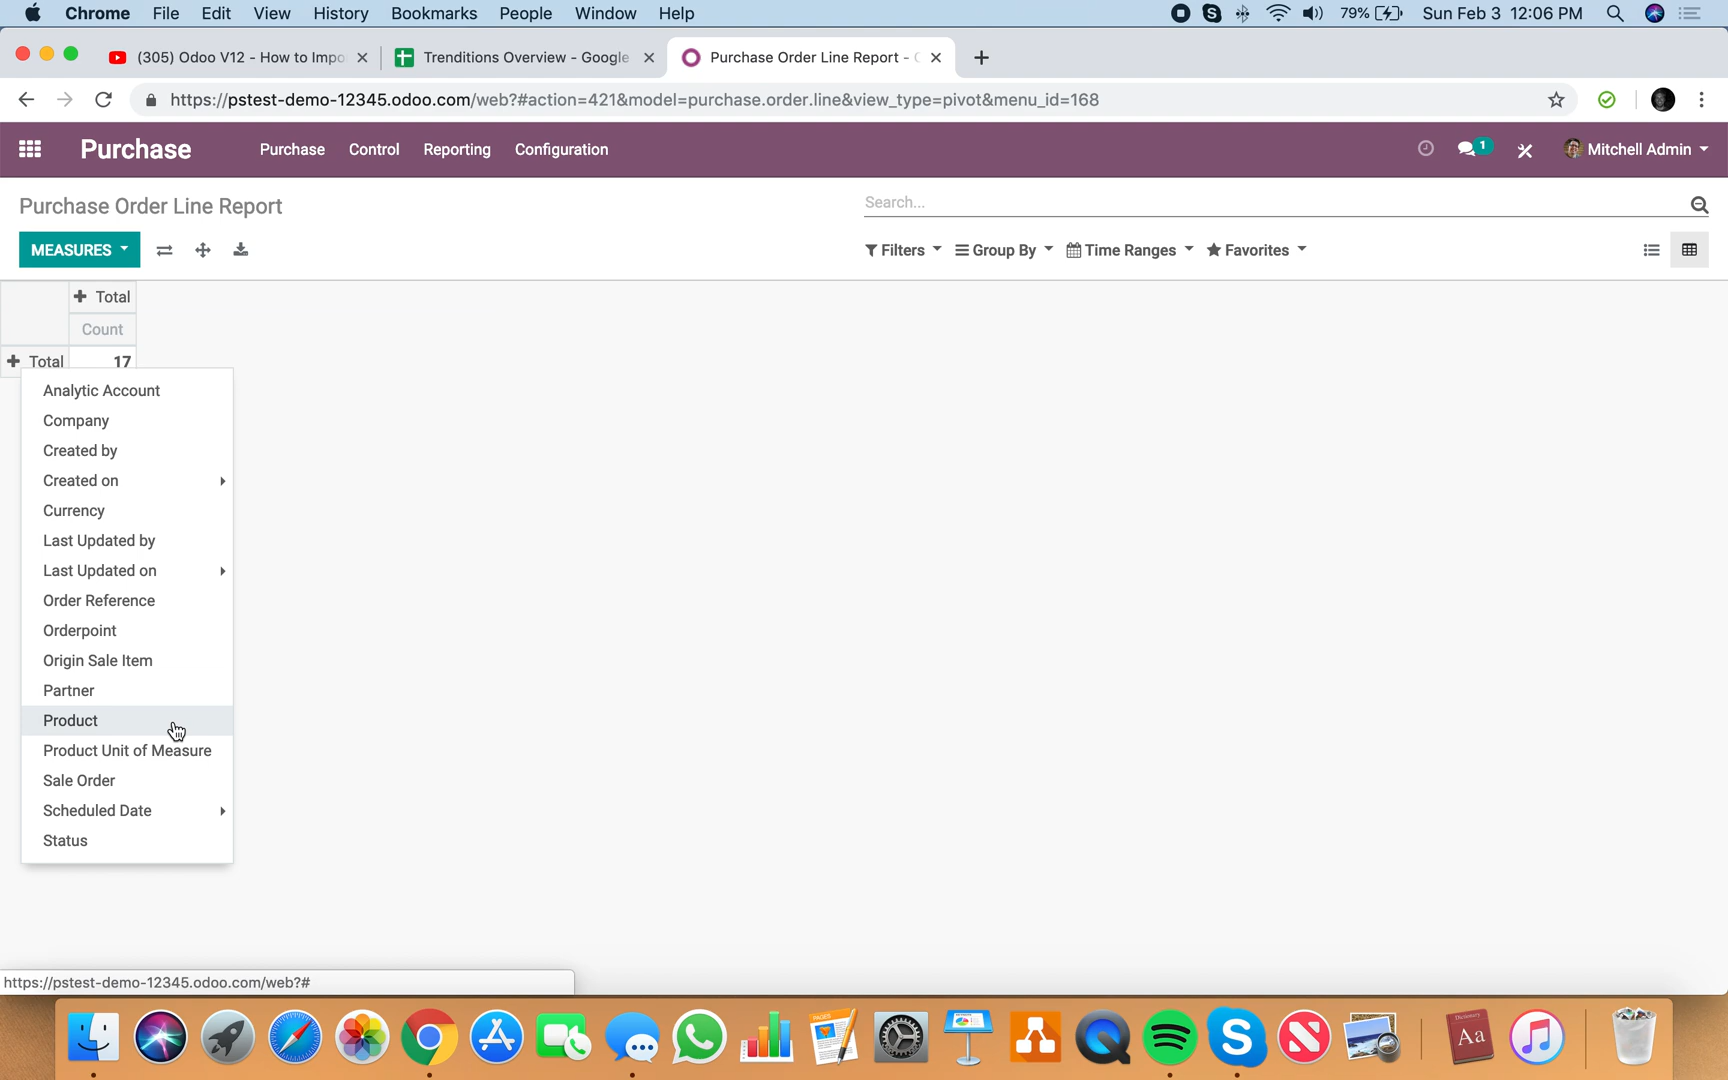 Chrome File Edit View History Bookmarks People Window Help 79% Sun Feb 3 12:06 PM
(305) Odoo V12 - How to Impo Trenditions Overview - Google Purchase Order Line Report -
https://pstest-demo-12345.odoo.com/web?#action=421&model=purchase.order.line&view_type=pivot&menu_id=168
Purchase Purchase Control Reporting Configuration 1 Mitchell Admin
Purchase Order Line Report Search...
MEASURES Filters Group By Time Ranges Favorites
Total
Count
Total 17
Analytic Account
Company
Created by
Created on
Currency
Last Updated by
Last Updated on
Order Reference
Orderpoint
Origin Sale Item
Partner
Product
Product Unit of Measure
Sale Order
Scheduled Date
Status
https://pstest-demo-12345.odoo.com/web?#
Dictionary
Aa